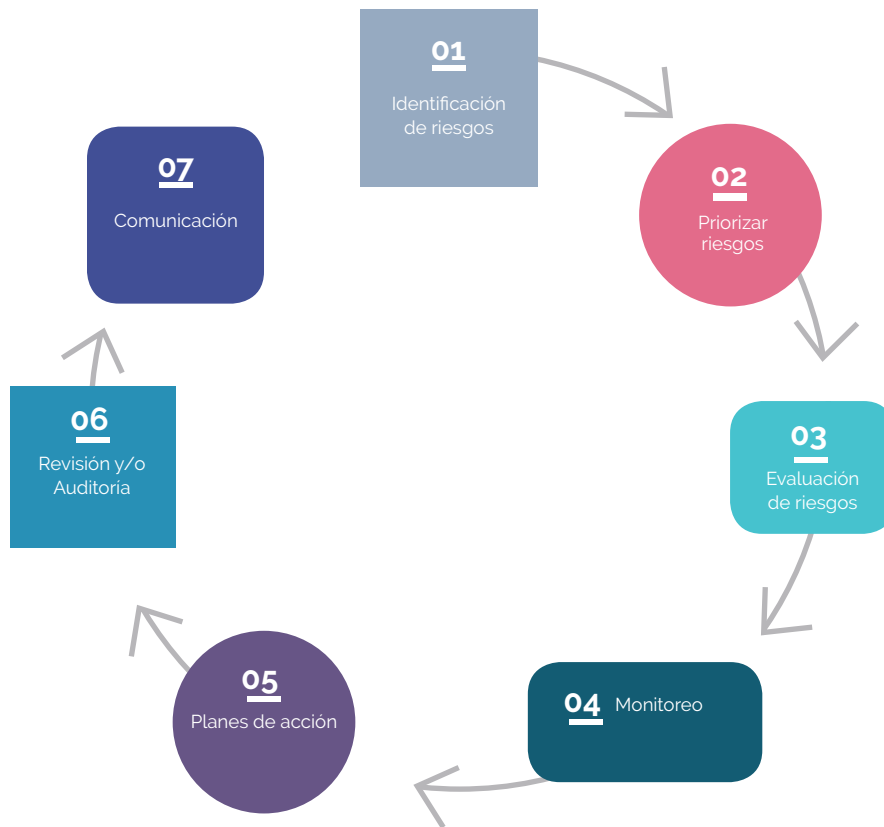 01
Identificación
de riesgos
02
Priorizar
riesgos
03
Evaluación
de riesgos
04 Monitoreo
05
Planes de acción
06
Revisión y/o
Auditoría
07
Comunicación